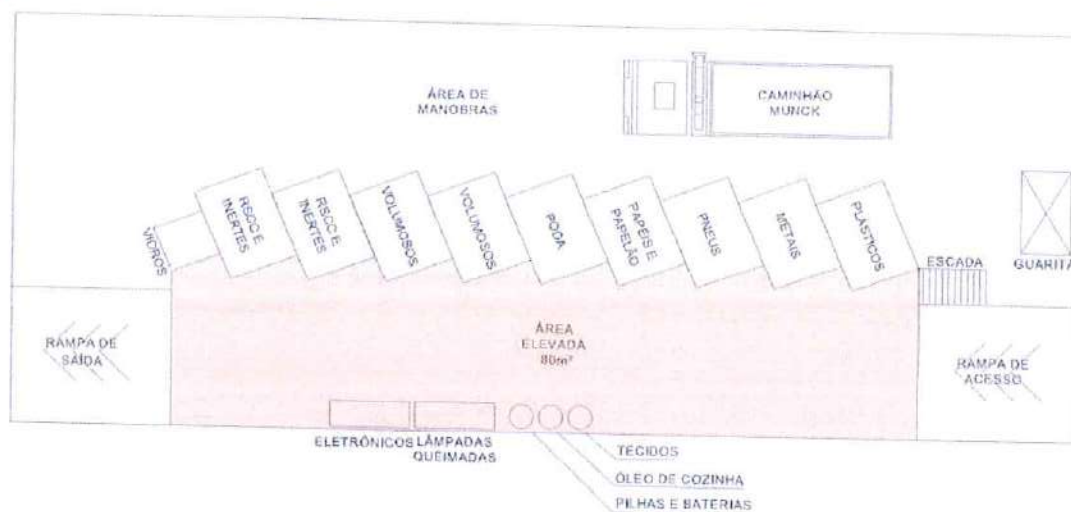 ÁREA DE
MANOBRAS
CAMINHÃO
MUNCK
VIDROS
RSCC E
INERTES
RSCC E
INERTES
VOLUMOSOS
VOLUMOSOS
PODA
PAPEIS E
PAPELÃO
PNEUS
METAIS
PLÁSTICOS
ESCADA
GUARITA
RAMPA DE
SAÍDA
ÁREA
ELEVADA
80m²
RAMPA DE
ACESSO
ELETRÔNICOS
LÂMPADAS
QUEIMADAS
TECIDOS
ÓLEO DE COZINHA
PILHAS E BATERIAS